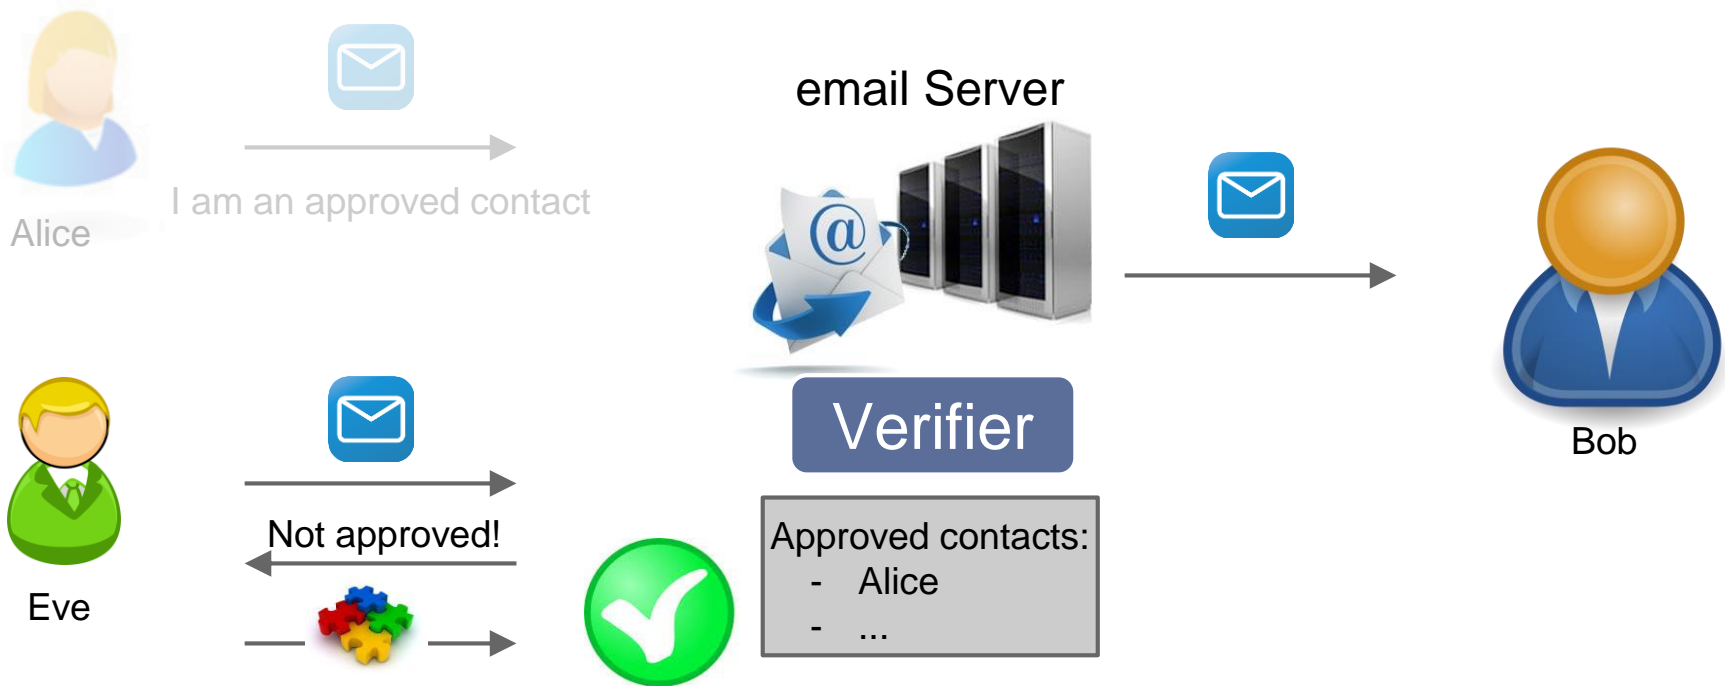 email Server
I am an approved contact
Alice
Verifier
Bob
Not approved!
Approved contacts:
- Alice
- ...
Eve